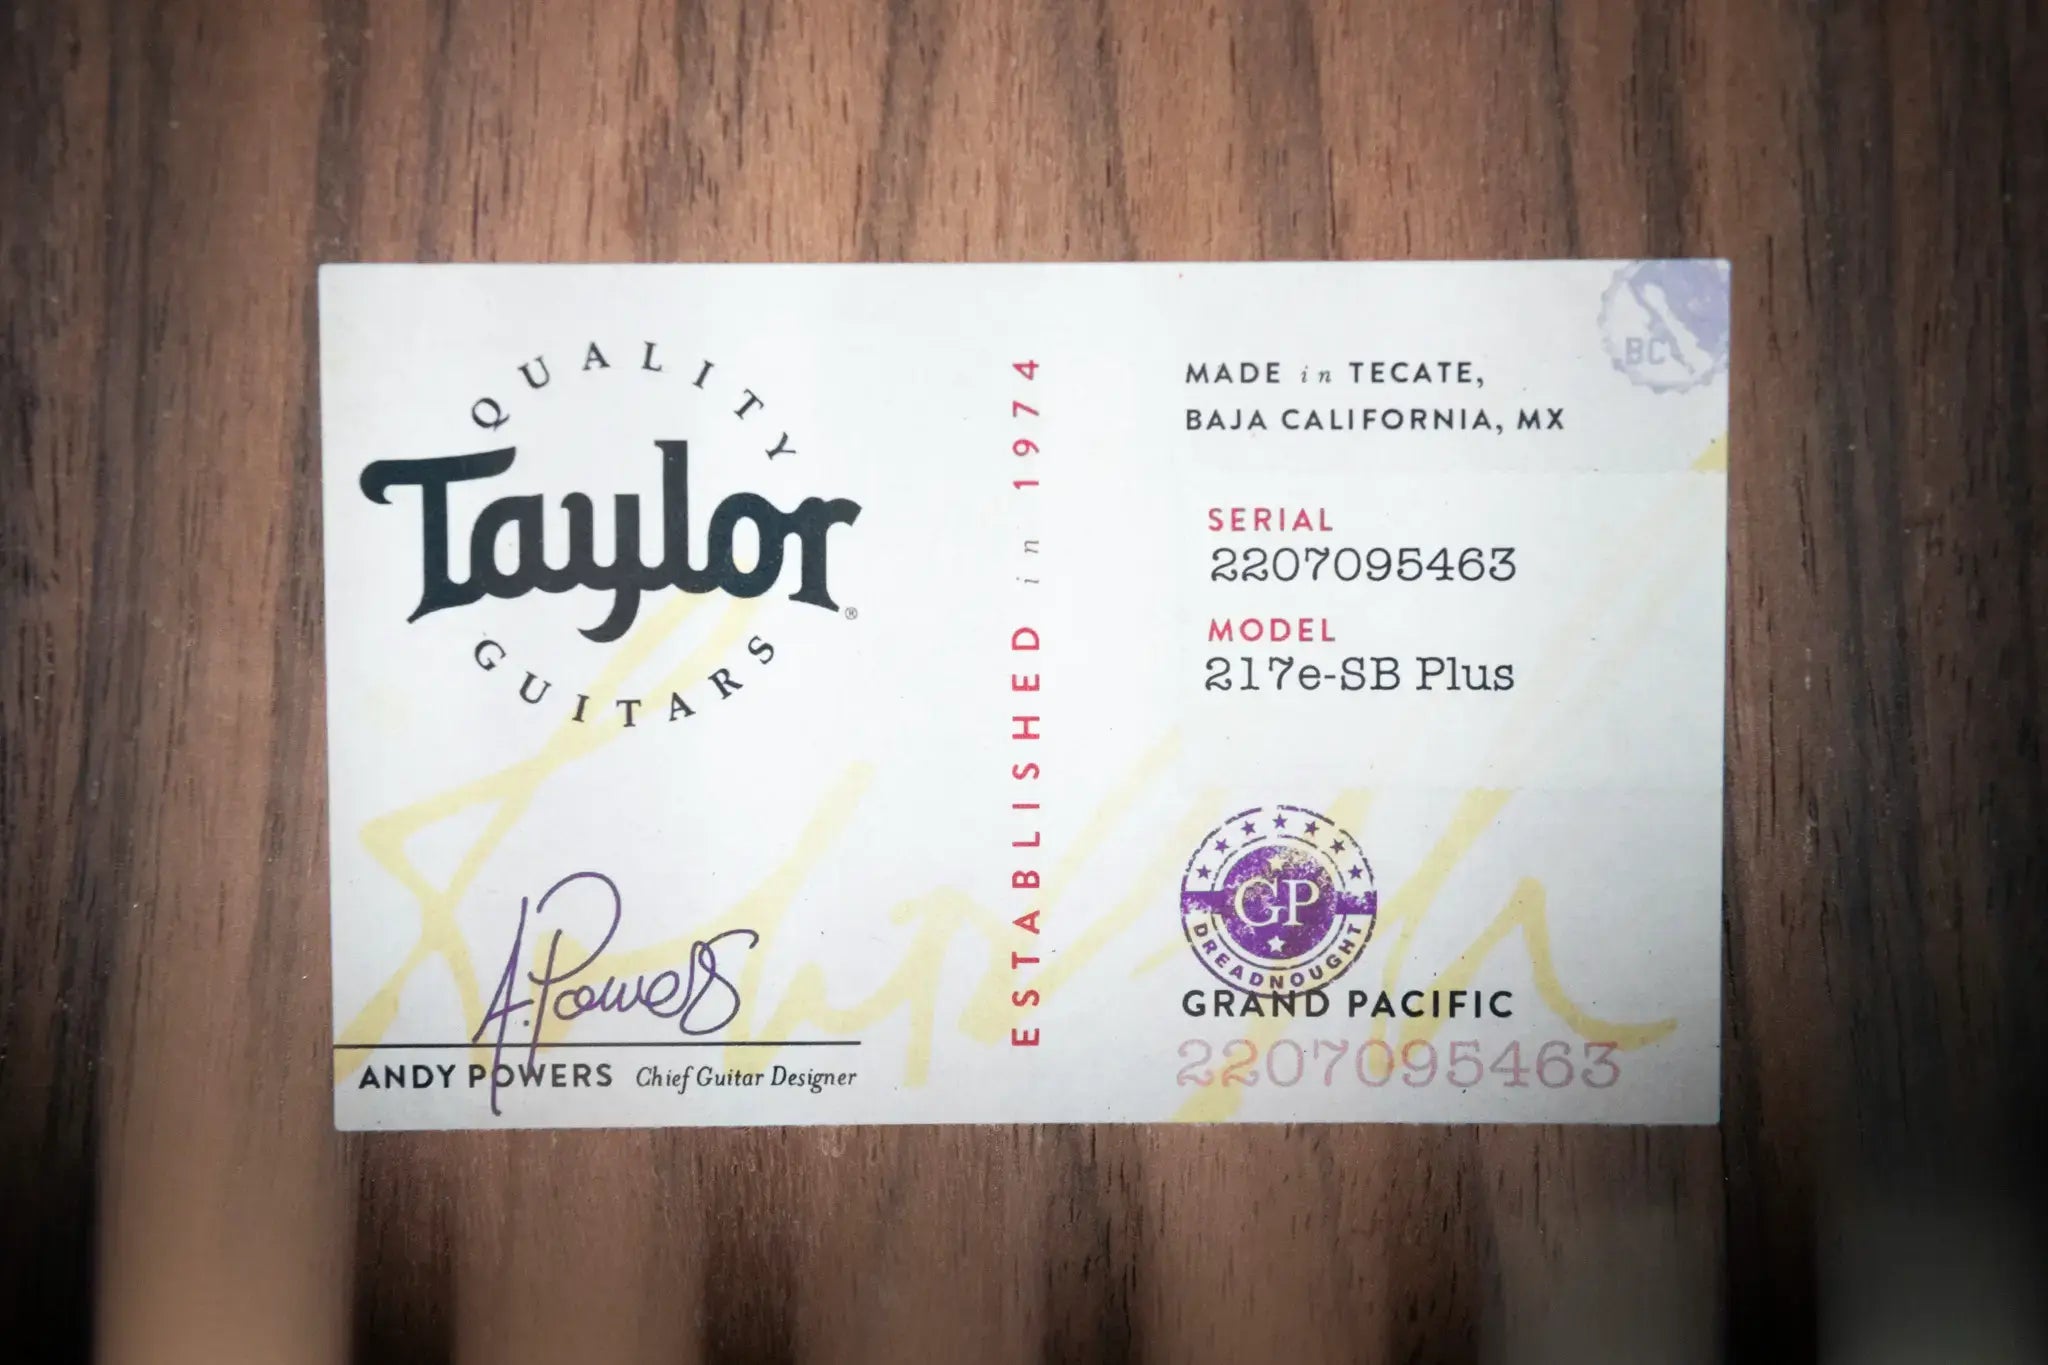 QUALITY
Taylor®
GUITARS
A. Powers
ANDY POWERS Chief Guitar Designer
ESTABLISHED in 1974
BC
MADE in TECATE,
BAJA CALIFORNIA, MX
SERIAL
2207095463
MODEL
217e-SB Plus
GP
DREADNOUGHT
GRAND PACIFIC
2207095463